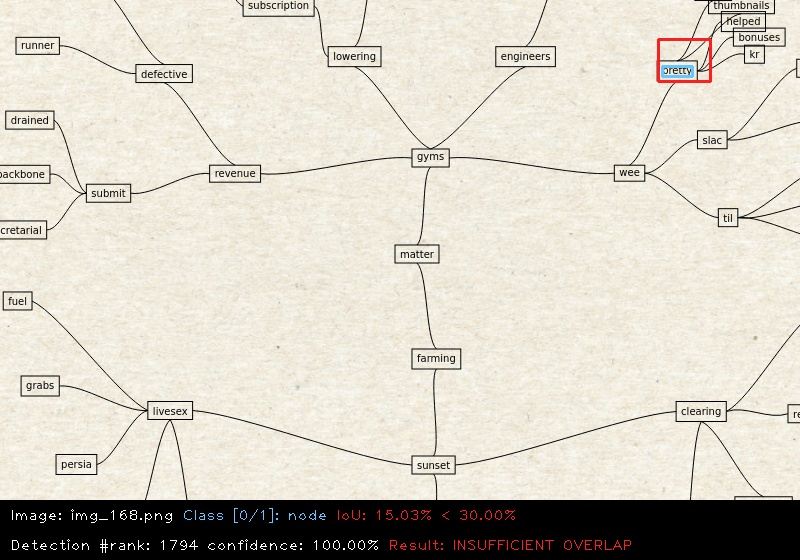 subscription
thumbnails
helped
bonuses
runner
defective
lowering
engineers
kr
pretty
drained
slac
gyms
backbone
revenue
wee
submit
til
cretarial
matter
fuel
farming
grabs
livesex
clearing
re
persia
sunset
Image: img_168.png Class [0/1]: node IoU: 15.03% < 30.00%
Detection #rank: 1794 confidence: 100.00% Result: INSUFFICIENT OVERLAP